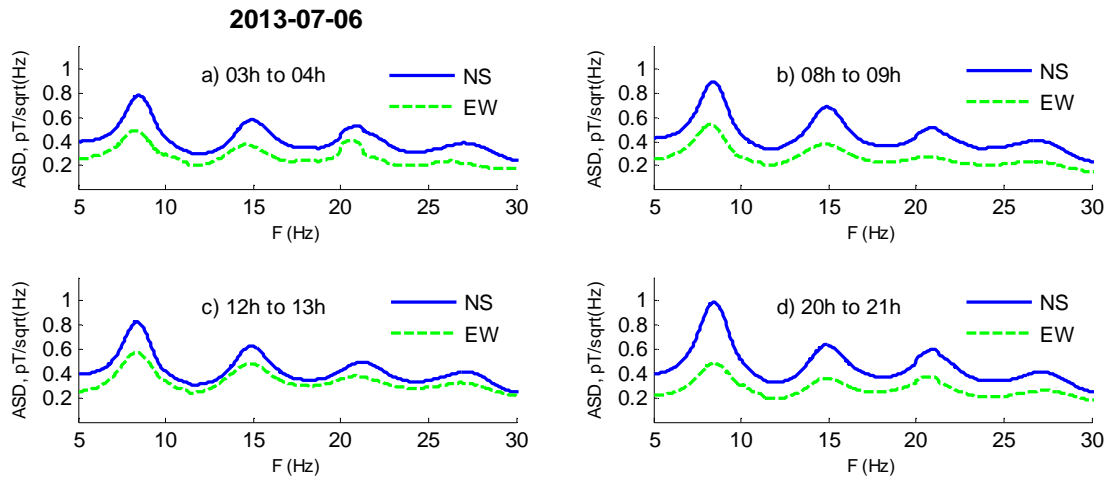 2013-07-06
ASD, pT/sqrt(Hz)
1
0.8
0.6
0.4
0.2
a) 03h to 04h
NS
EW
5 10 15 20 25 30
F (Hz)
ASD, pT/sqrt(Hz)
1
0.8
0.6
0.4
0.2
b) 08h to 09h
NS
EW
5 10 15 20 25 30
F (Hz)
ASD, pT/sqrt(Hz)
1
0.8
0.6
0.4
0.2
c) 12h to 13h
NS
EW
5 10 15 20 25 30
F (Hz)
ASD, pT/sqrt(Hz)
1
0.8
0.6
0.4
0.2
d) 20h to 21h
NS
EW
5 10 15 20 25 30
F (Hz)